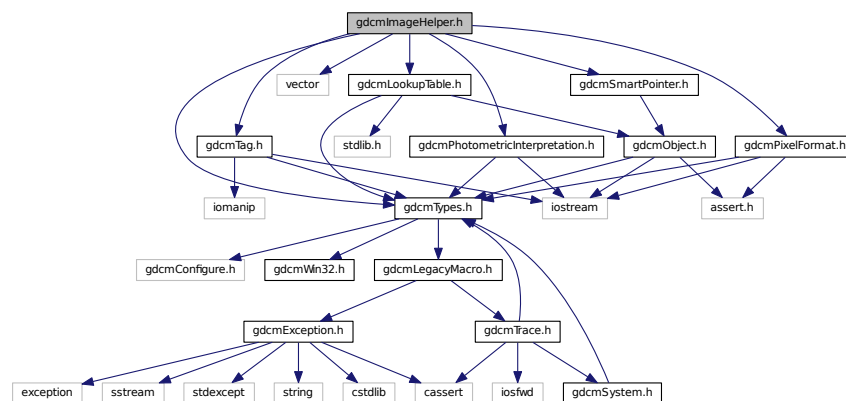 gdcmImageHelper.h
vector
gdcmLookupTable.h
gdcmSmartPointer.h
gdcmTag.h
stdlib.h
gdcmPhotometricInterpretation.h
gdcmObject.h
gdcmPixelFormat.h
iomanip
gdcmTypes.h
iostream
assert.h
gdcmConfigure.h
gdcmWin32.h
gdcmLegacyMacro.h
gdcmException.h
gdcmTrace.h
exception
sstream
stdexcept
string
cstdlib
cassert
iosfwd
gdcmSystem.h